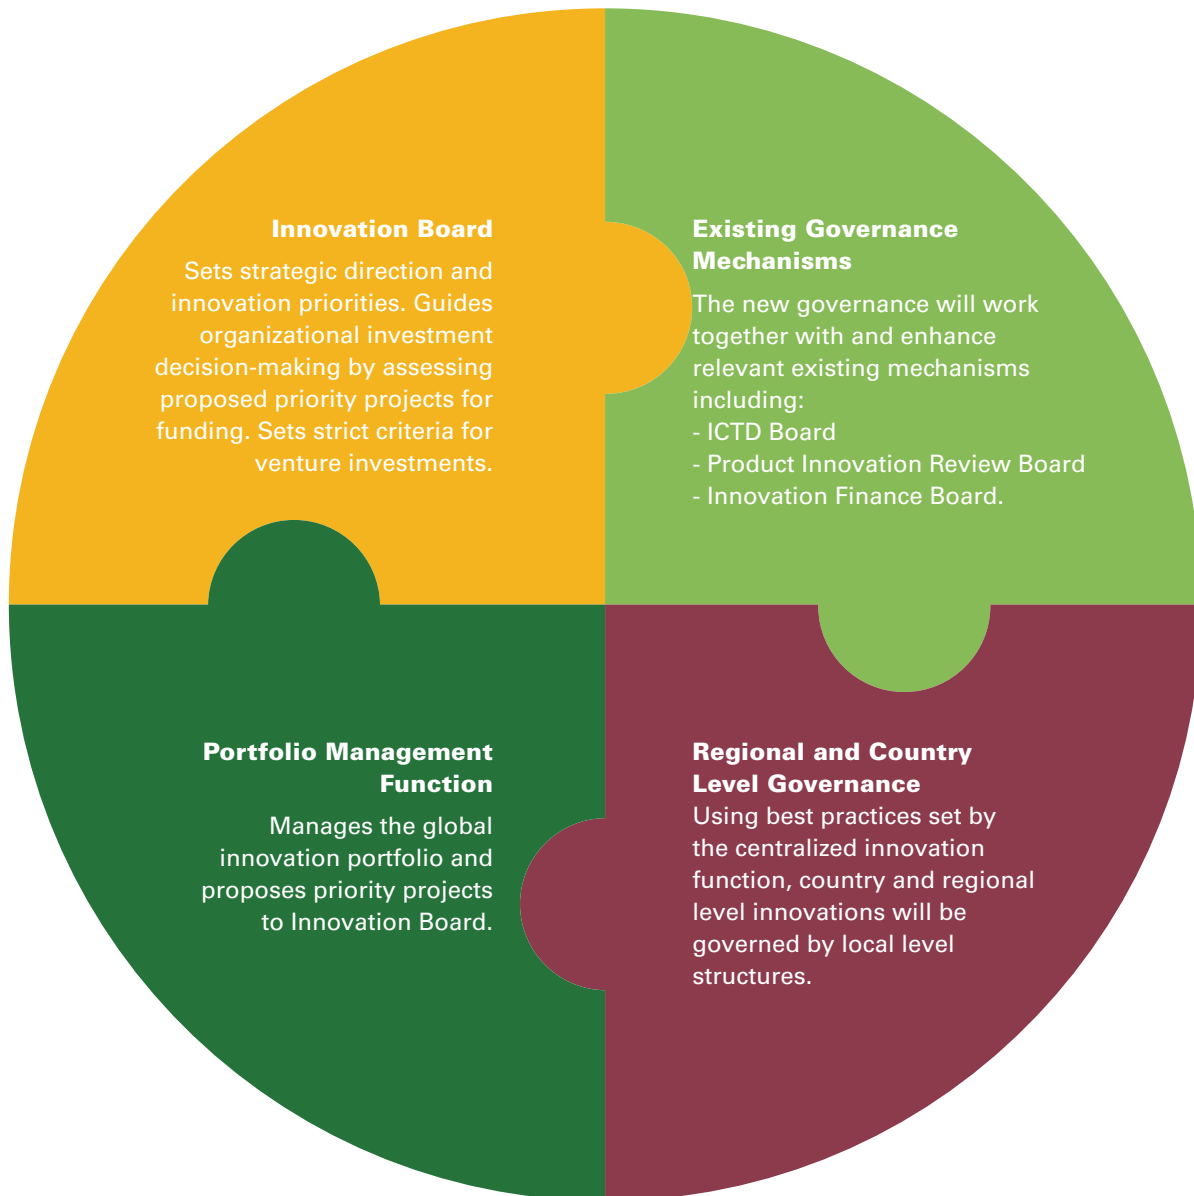 Innovation Board
Sets strategic direction and
innovation priorities. Guides
organizational investment
decision-making by assessing
proposed priority projects for
funding. Sets strict criteria for
venture investments.
Existing Governance
Mechanisms
The new governance will work
together with and enhance
relevant existing mechanisms
including:
- ICTD Board
- Product Innovation Review Board
- Innovation Finance Board.
Portfolio Management
Function
Manages the global
innovation portfolio and
proposes priority projects
to Innovation Board.
Regional and Country
Level Governance
Using best practices set by
the centralized innovation
function, country and regional
level innovations will be
governed by local level
structures.